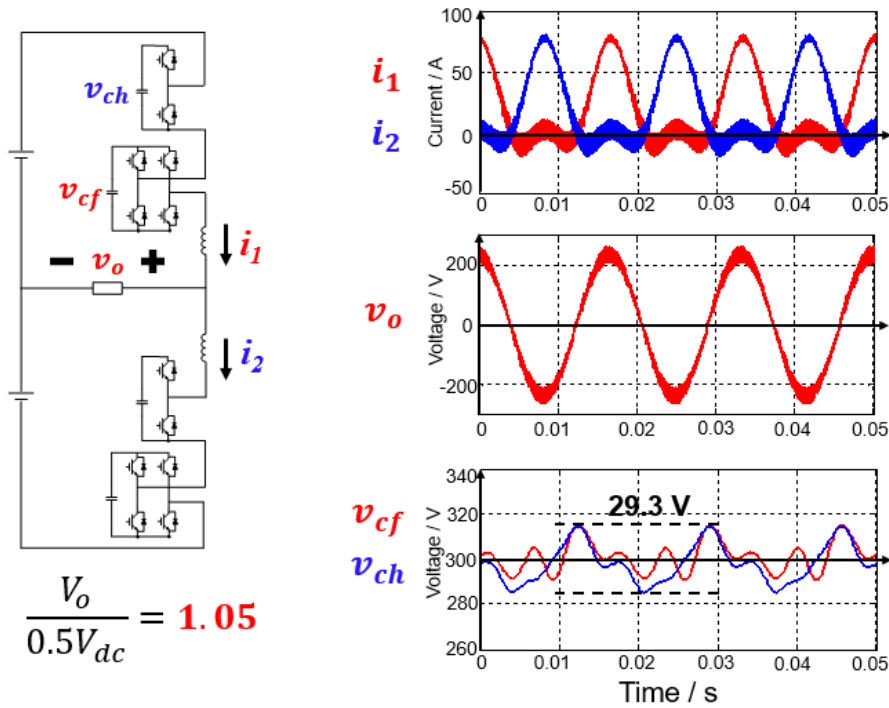 v_ch
v_cf
− v_o +
i_1
i_2
V_o / 0.5V_dc = 1.05
i_1
i_2
Current / A
100
50
0
-50
0 0.01 0.02 0.03 0.04 0.05
v_o
Voltage / V
200
0
-200
0 0.01 0.02 0.03 0.04 0.05
v_cf
v_ch
Voltage / V
340
320
300
280
260
29.3 V
0 0.01 0.02 0.03 0.04 0.05
Time / s